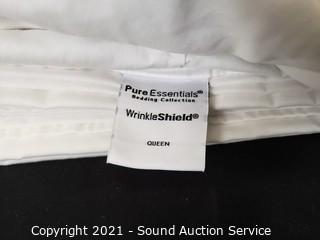 Pure Essentials®
Bedding Collection
WrinkleShield®
QUEEN
Copyright 2021 - Sound Auction Service